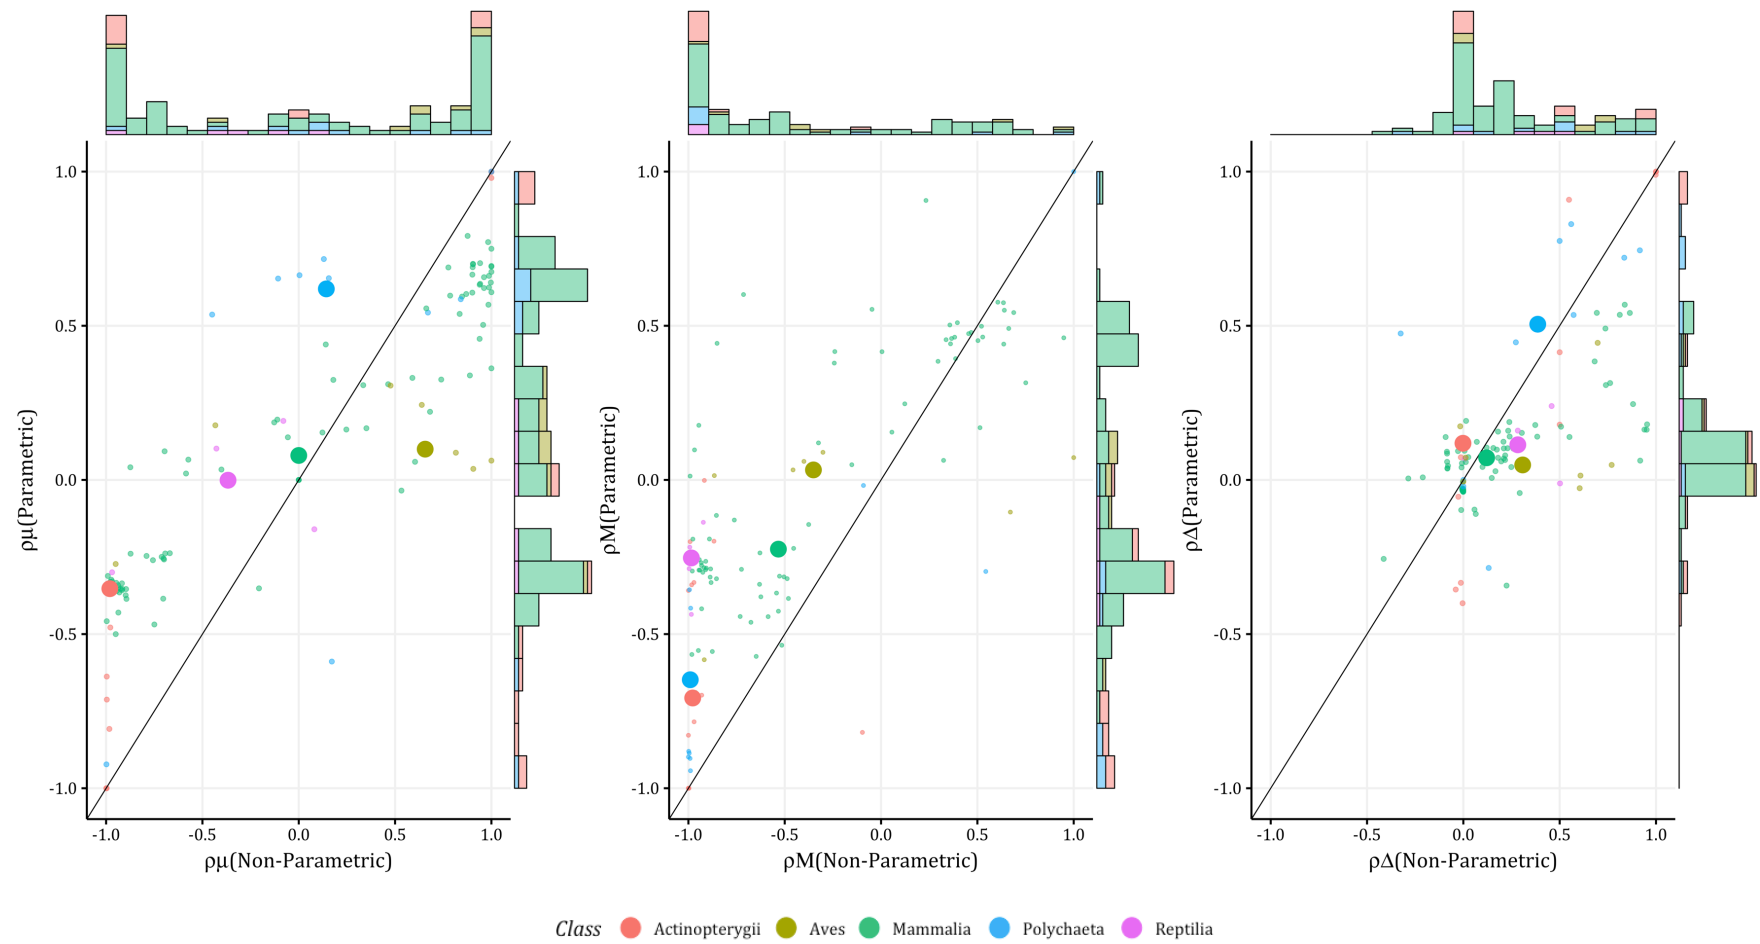 1.0
0.5
0.0
-0.5
-1.0
ρμ(Parametric)
-1.0 -0.5 0.0 0.5 1.0
ρμ(Non-Parametric)
1.0
0.5
0.0
-0.5
-1.0
ρM(Parametric)
-1.0 -0.5 0.0 0.5 1.0
ρM(Non-Parametric)
1.0
0.5
0.0
-0.5
-1.0
ρΔ(Parametric)
-1.0 -0.5 0.0 0.5 1.0
ρΔ(Non-Parametric)
Class Actinopterygii Aves Mammalia Polychaeta Reptilia